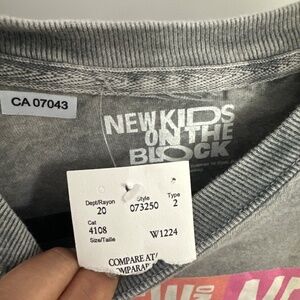 CA 07043
NEW KIDS
ON THE
BLOCK
Dept/Rayon
Style
Type
20
073250
2
Cat
4108
Size/Taille
W1224
COMPARE AT/